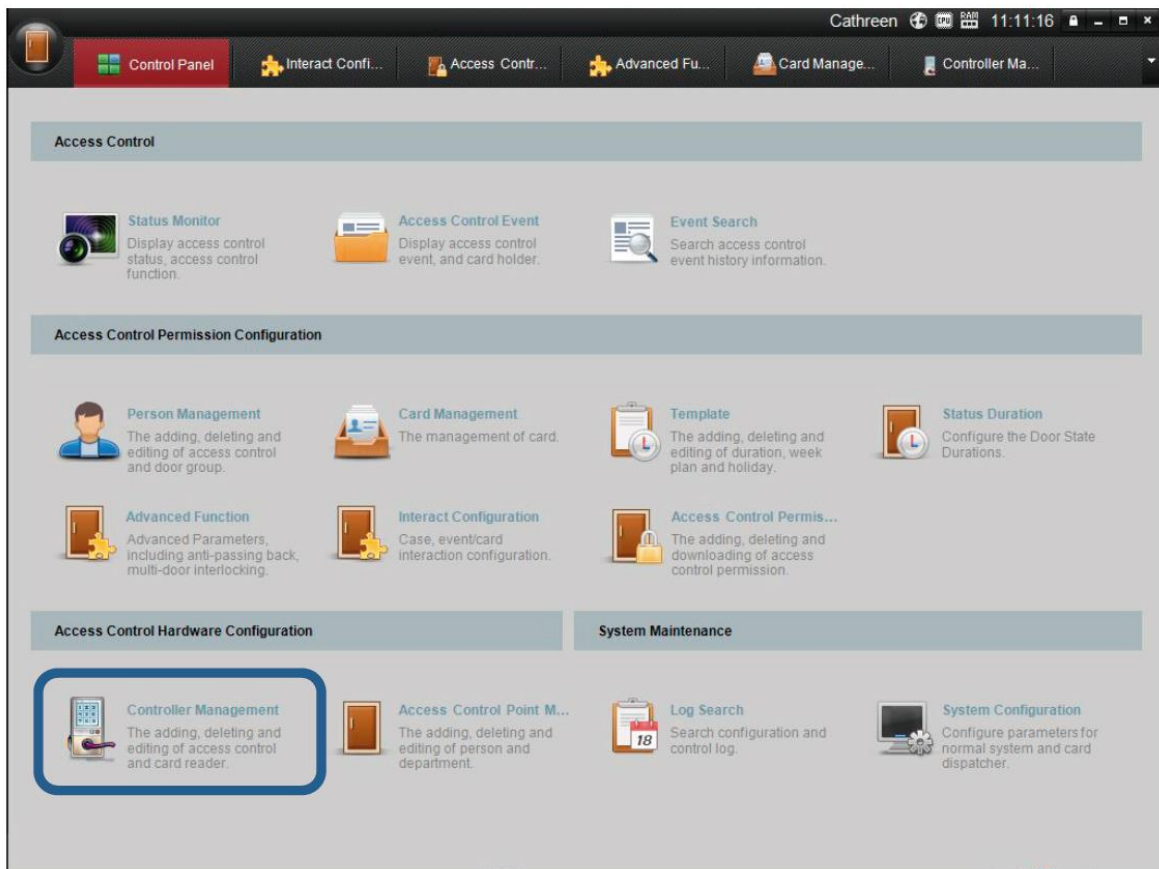 Cathreen CPU RAM 11:11:16
Control Panel Interact Confi... Access Contr... Advanced Fu... Card Manage... Controller Ma...
Access Control
Status Monitor
Display access control
status, access control
function.
Access Control Event
Display access control
event, and card holder.
Event Search
Search access control
event history information.
Access Control Permission Configuration
Person Management
The adding, deleting and
editing of access control
and door group.
Card Management
The management of card.
Template
The adding, deleting and
editing of duration, week
plan and holiday.
Status Duration
Configure the Door State
Durations.
Advanced Function
Advanced Parameters,
including anti-passing back,
multi-door interlocking.
Interact Configuration
Case, event/card
interaction configuration.
Access Control Permis...
The adding, deleting and
downloading of access
control permission.
Access Control Hardware Configuration
Controller Management
The adding, deleting and
editing of access control
and card reader.
Access Control Point M...
The adding, deleting and
editing of person and
department.
System Maintenance
18
Log Search
Search configuration and
control log.
System Configuration
Configure parameters for
normal system and card
dispatcher.